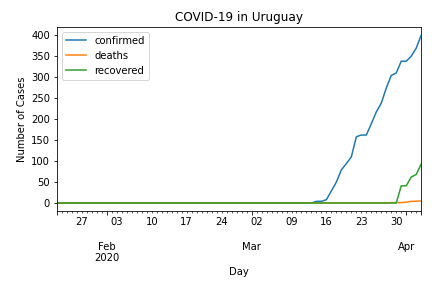 COVID-19 in Uruguay
confirmed
deaths
recovered
Number of Cases
400
350
300
250
200
150
100
50
0
27 03 10 17 24 02 09 16 23 30
Feb Mar Apr
2020
Day